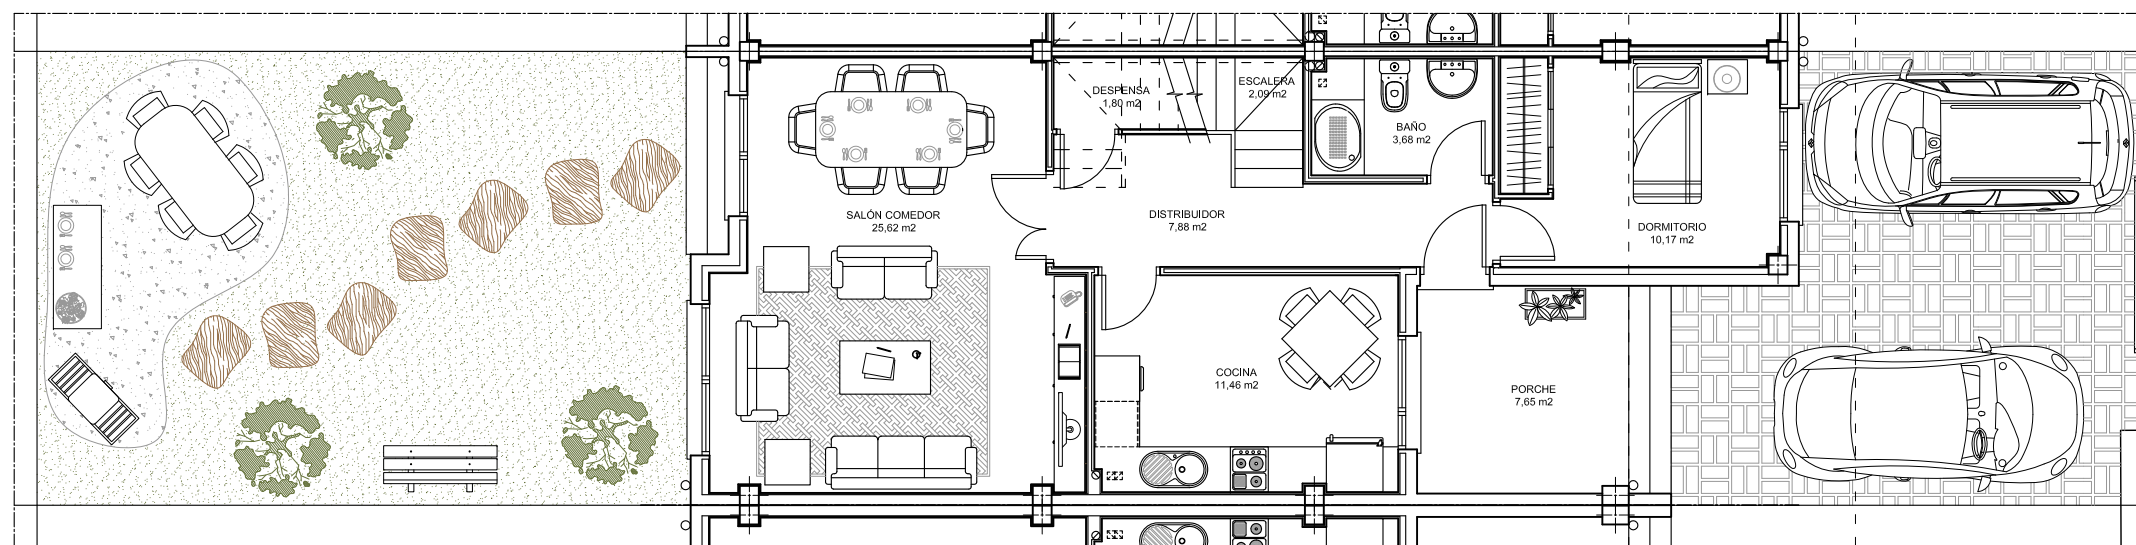 DESPENSA
1,80 m2
ESCALERA
2,09 m2
BAÑO
3,68 m2
SALÓN COMEDOR
25,62 m2
DISTRIBUIDOR
7,88 m2
DORMITORIO
10,17 m2
COCINA
11,46 m2
PORCHE
7,65 m2